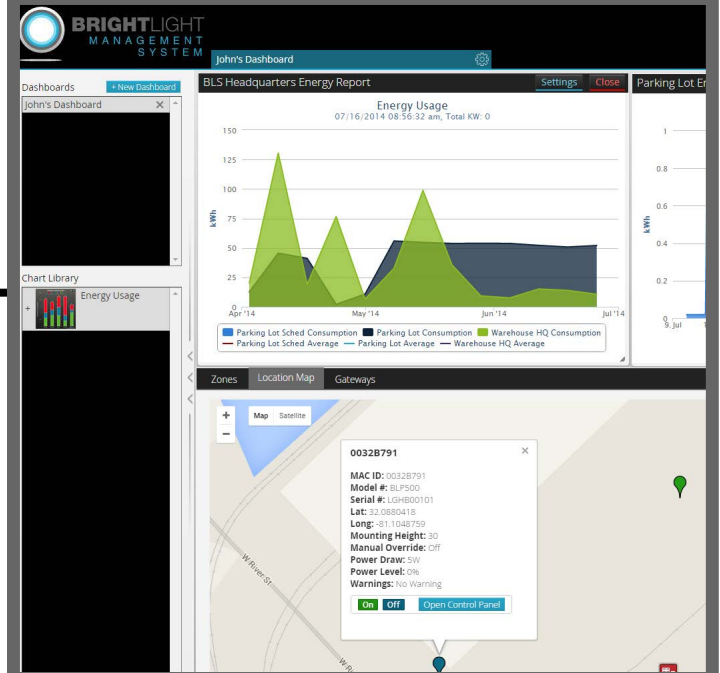 BRIGHTLIGHT
MANAGEMENT
SYSTEM
John's Dashboard
Dashboards
+ New Dashboard
John's Dashboard
Chart Library
+ Energy Usage
BLS Headquarters Energy Report
Settings
Close
Energy Usage
07/16/2014 08:56:32 am, Total KW: 0
150
125
100
75
50
25
0
kWh
Apr '14
May '14
Jun '14
Jul '14
Parking Lot Sched Consumption
Parking Lot Consumption
Warehouse HQ Consumption
Parking Lot Sched Average
Parking Lot Average
Warehouse HQ Average
Parking Lot
1
0.8
0.6
0.4
0.2
0
kWh
9. Jul
Zones
Location Map
Gateways
+
−
Map
Satellite
0032B791
MAC ID: 0032B791
Model #: BLP500
Serial #: LGHB00101
Lat: 32.0880418
Long: -81.1048759
Mounting Height: 30
Manual Override: Off
Power Draw: 5W
Power Level: 0%
Warnings: No Warning
On
Off
Open Control Panel
W River St